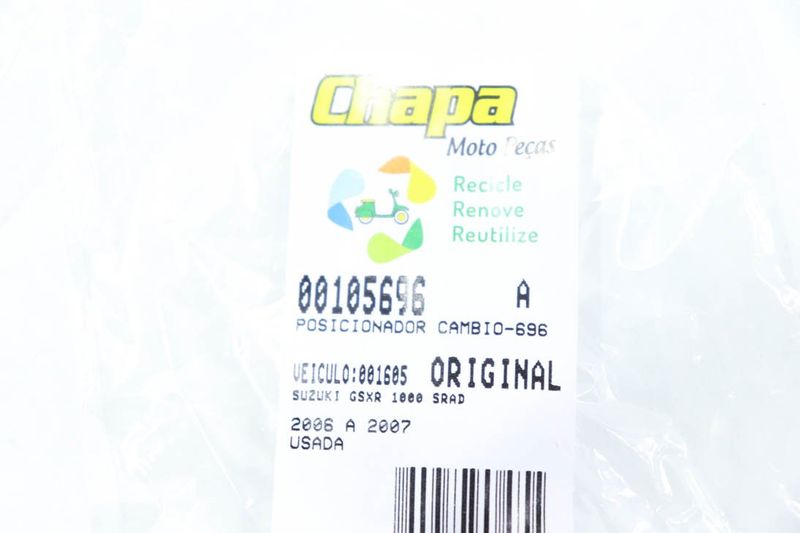 Chapa
Moto Peças
Recicle
Renove
Reutilize
00105696 A
POSICIONADOR CAMBIO-696
VEICULO:001605 ORIGINAL
SUZUKI GSXR 1000 SRAD
2006 A 2007
USADA